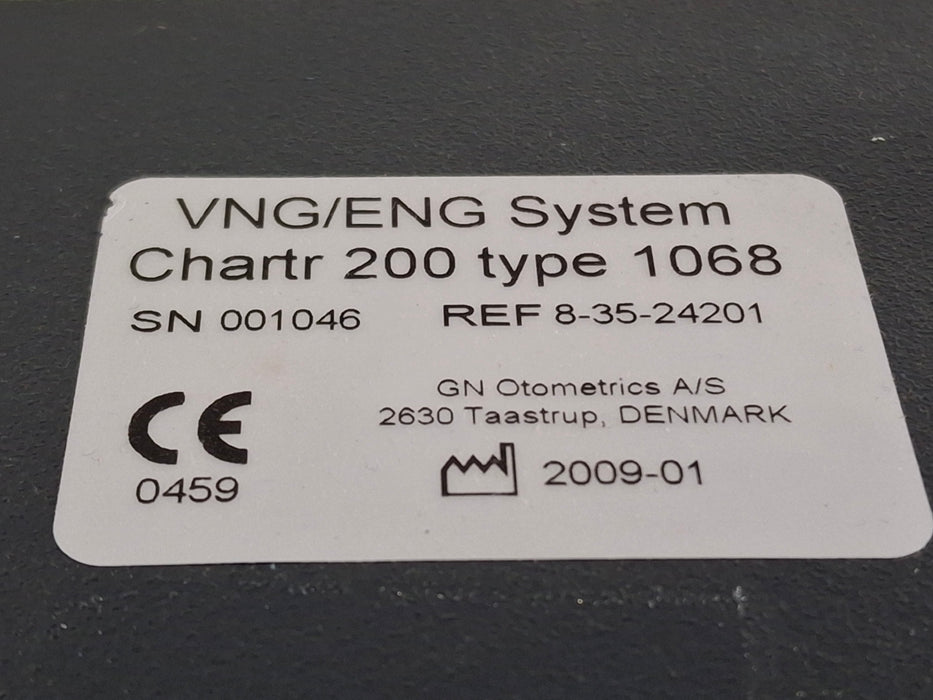 VNG/ENG System
Chartr 200 type 1068
SN 001046 REF 8-35-24201
GN Otometrics A/S
2630 Taastrup, DENMARK
CE
0459
2009-01